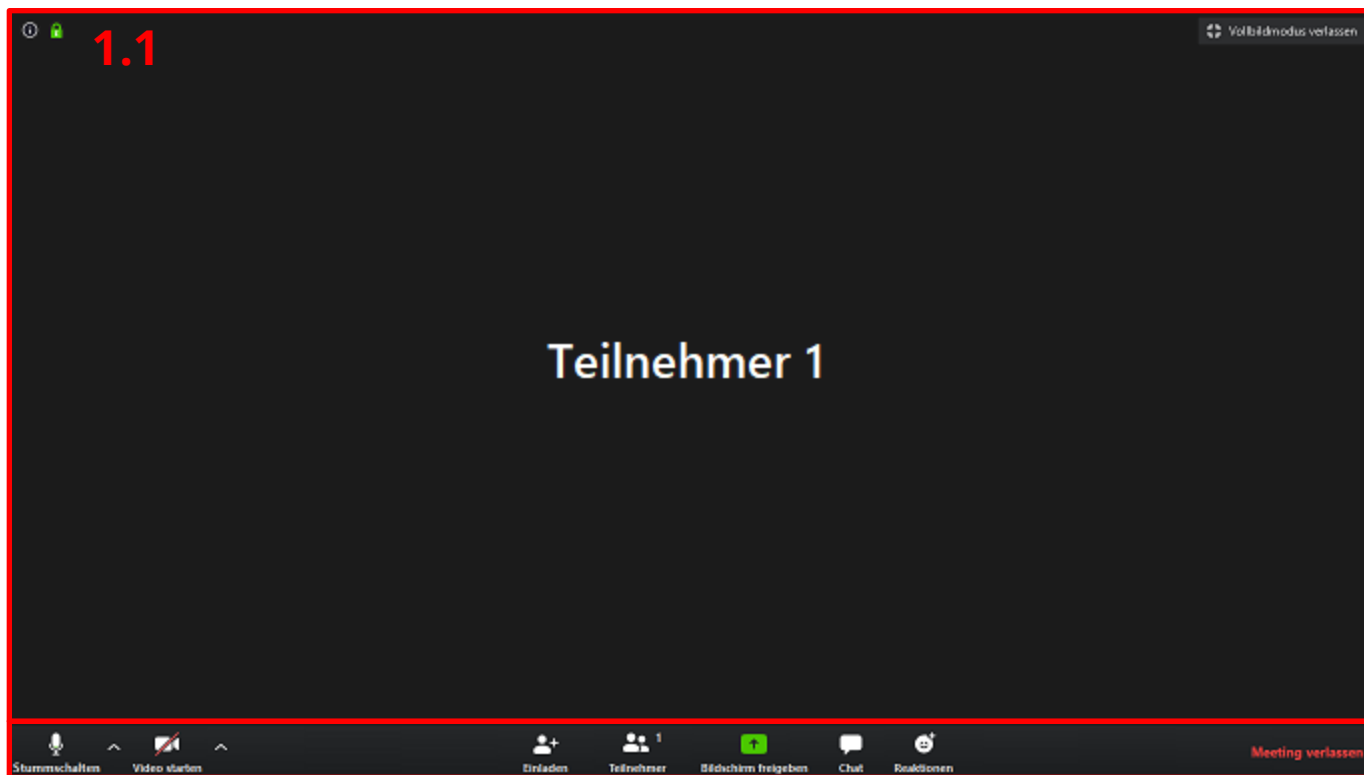 1.1
Vollbildmodus verlassen
Teilnehmer 1
1
Meeting verlassen
Stummschalten Video starten Einladen Teilnehmer Bildschirm freigeben Chat Reaktionen